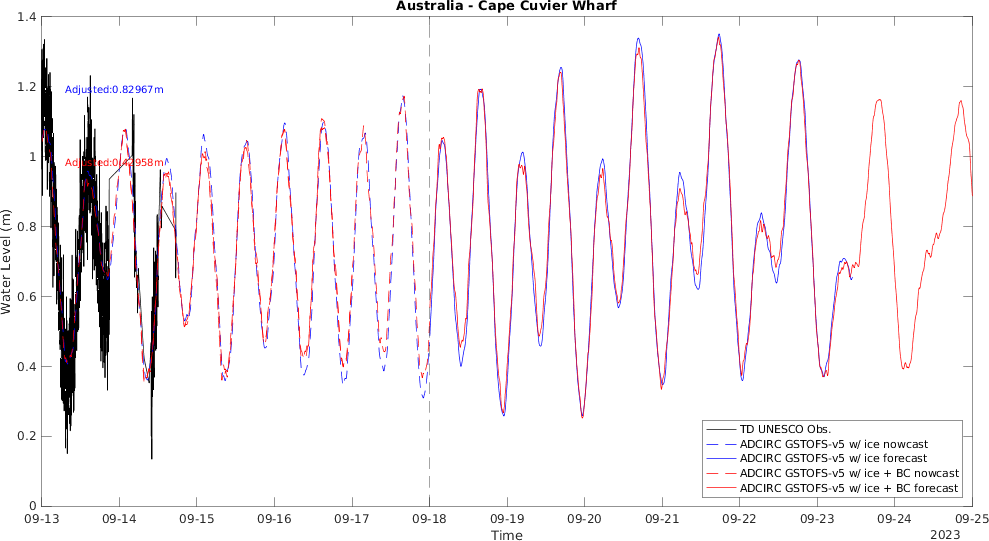 Australia - Cape Cuvier Wharf
1.4
1.2
1
0.8
0.6
0.4
0.2
0
Water Level (m)
Adjusted:0.82967m
TD UNESCO Obs.
ADCIRC GSTOFS-v5 w/ ice nowcast
ADCIRC GSTOFS-v5 w/ ice forecast
ADCIRC GSTOFS-v5 w/ ice + BC nowcast
ADCIRC GSTOFS-v5 w/ ice + BC forecast
09-13 09-14 09-15 09-16 09-17 09-18 09-19 09-20 09-21 09-22 09-23 09-24 09-25
Time
2023